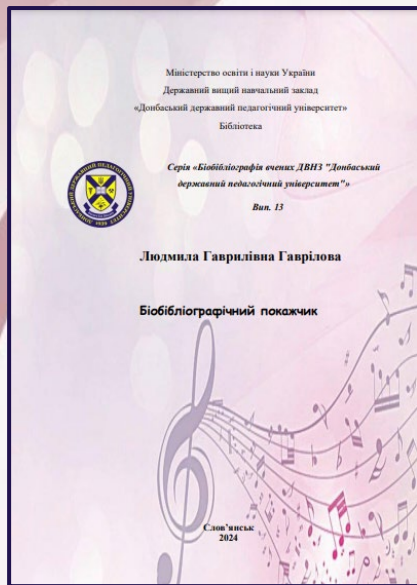 Міністерство освіти і науки України
Державний вищий навчальний заклад
«Донбаський державний педагогічний університет»
Бібліотека
Серія «Біобібліографія вчених ДВНЗ "Донбаський
державний педагогічний університет"»
Вип. 13
Людмила Гаврилівна Гаврілова
Біобібліографічний покажчик
Слов'янськ
2024